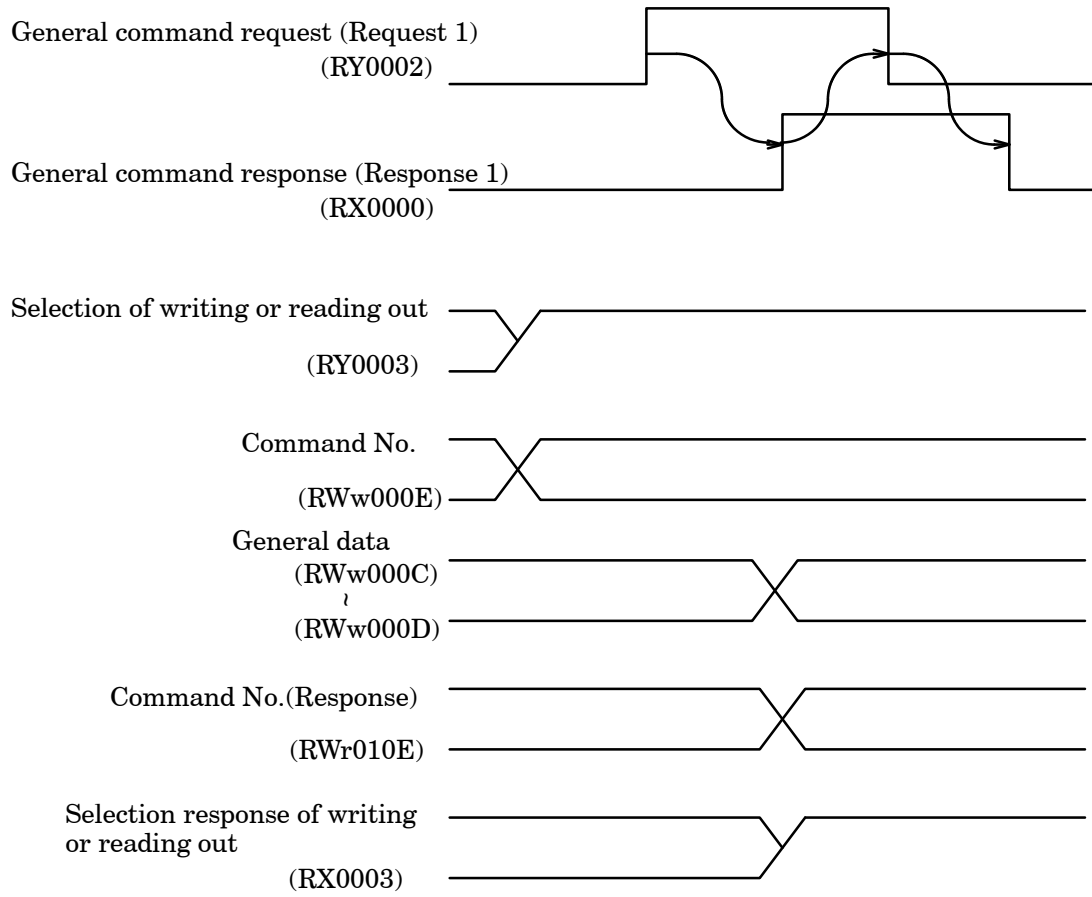 General command request (Request 1)
(RY0002)
General command response (Response 1)
(RX0000)
Selection of writing or reading out
(RY0003)
Command No.
(RWw000E)
General data
(RWw000C)
~
(RWw000D)
Command No.(Response)
(RWr010E)
Selection response of writing
or reading out
(RX0003)